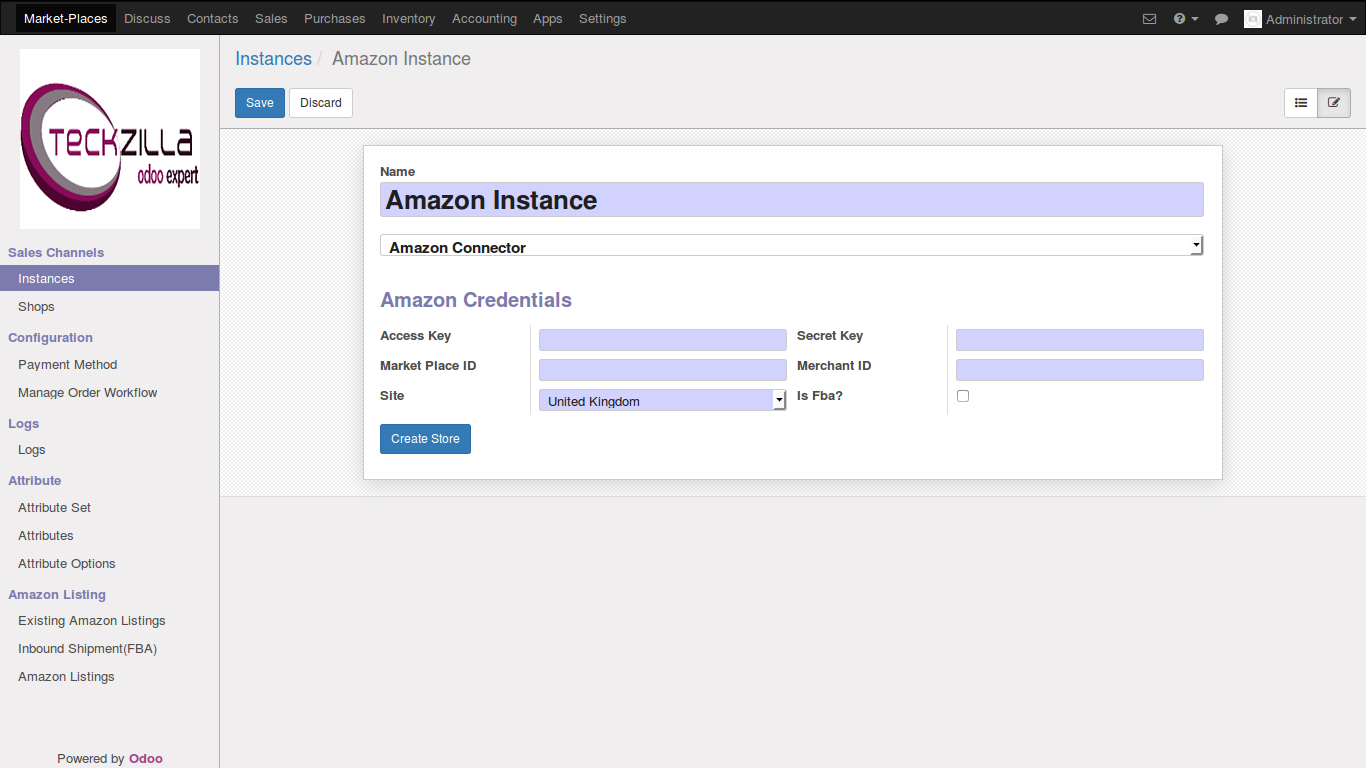 Market-Places Discuss Contacts Sales Purchases Inventory Accounting Apps Settings Administrator
Instances / Amazon Instance
Save Discard
TECKZILLA
odoo expert
Sales Channels
Instances
Shops
Configuration
Payment Method
Manage Order Workflow
Logs
Logs
Attribute
Attribute Set
Attributes
Attribute Options
Amazon Listing
Existing Amazon Listings
Inbound Shipment(FBA)
Amazon Listings
Powered by Odoo
Name
Amazon Instance
Amazon Connector
Amazon Credentials
Access Key Secret Key
Market Place ID Merchant ID
Site United Kingdom Is Fba?
Create Store